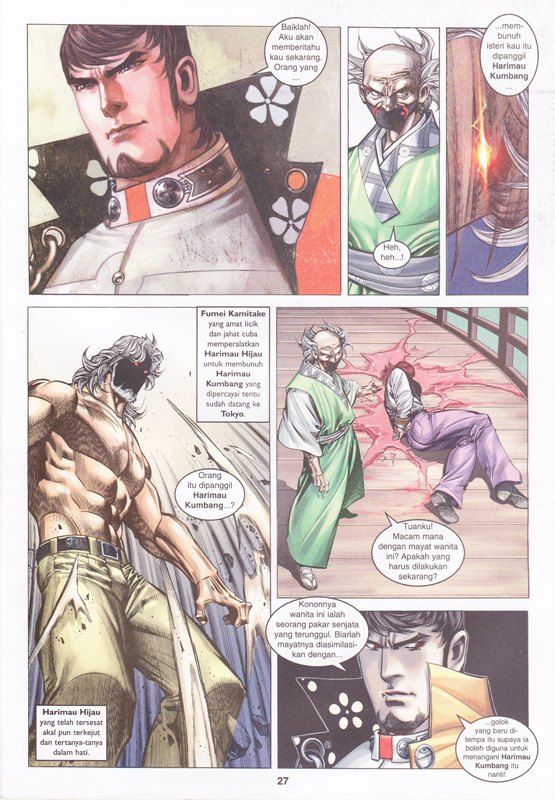 Baiklah!
Aku akan
memberitahu
kau sekarang.
Orang yang
...
...mem-
bunuh
isteri kau itu
dipanggil
Harimau
Kumbang
...
Heh,
heh...!
Fumei Kamitake
yang amat licik
dan jahat cuba
memperalatkan
Harimau Hijau
untuk membunuh
Harimau
Kumbang yang
dipercayai tentu
sudah datang ke
Tokyo.
Orang
itu dipanggil
Harimau
Kumbang...?
Tuanku!
Macam mana
dengan mayat wanita
ini? Apakah yang
harus dilakukan
sekarang?
Harimau Hijau
yang telah tersesat
akal pun terkejut
dan tertanya-tanya
dalam hati.
Kononnya
wanita ini ialah
seorang pakar senjata
yang terunggul. Biarlah
mayatnya diasimilasi-
kan dengan...
...golok
yang baru di-
tempa itu supaya ia
boleh diguna untuk
menangani Harimau
Kumbang itu
nanti!
27